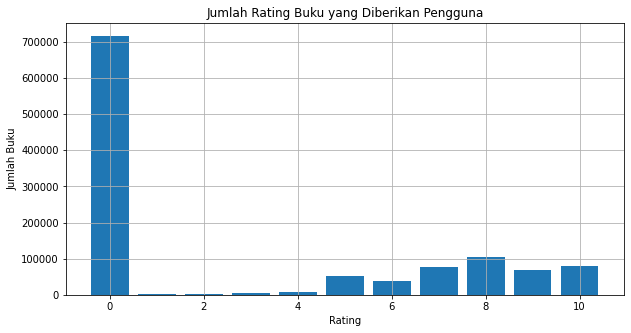 Jumlah Rating Buku yang Diberikan Pengguna
700000
600000
500000
400000
300000
200000
100000
0
Jumlah Buku
0 2 4 6 8 10
Rating